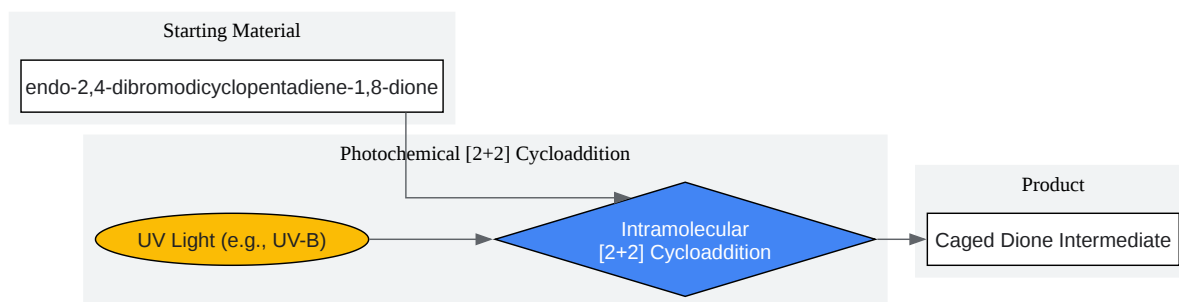 Starting Material
endo-2,4-dibromodicyclopentadiene-1,8-dione
Photochemical [2+2] Cycloaddition
UV Light (e.g., UV-B)
Intramolecular
[2+2] Cycloaddition
Product
Caged Dione Intermediate